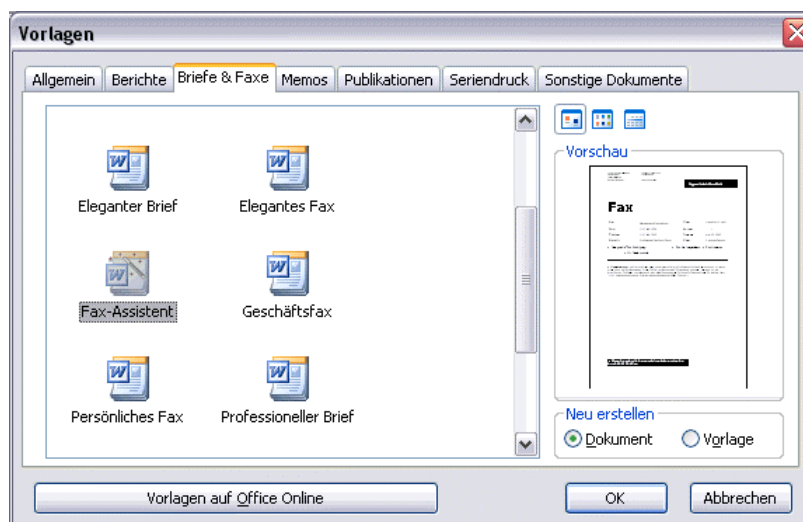 Vorlagen
Allgemein Berichte Briefe & Faxe Memos Publikationen Seriendruck Sonstige Dokumente
Eleganter Brief Elegantes Fax
Fax-Assistent Geschäftsfax
Persönliches Fax Professioneller Brief
Vorschau
Fax
Neu erstellen
Dokument Vorlage
Vorlagen auf Office Online OK Abbrechen